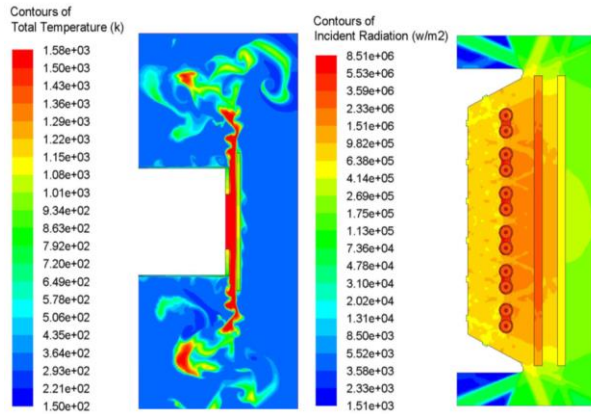 Contours of
Total Temperature (k)
1.58e+03
1.50e+03
1.43e+03
1.36e+03
1.29e+03
1.22e+03
1.15e+03
1.08e+03
1.01e+03
9.34e+02
8.63e+02
7.92e+02
7.20e+02
6.49e+02
5.78e+02
5.06e+02
4.35e+02
3.64e+02
2.93e+02
2.21e+02
1.50e+02
Contours of
Incident Radiation (w/m2)
8.51e+06
5.53e+06
3.59e+06
2.33e+06
1.51e+06
9.82e+05
6.38e+05
4.14e+05
2.69e+05
1.75e+05
1.13e+05
7.36e+04
4.78e+04
3.10e+04
2.02e+04
1.31e+04
8.50e+03
5.52e+03
3.58e+03
2.33e+03
1.51e+03